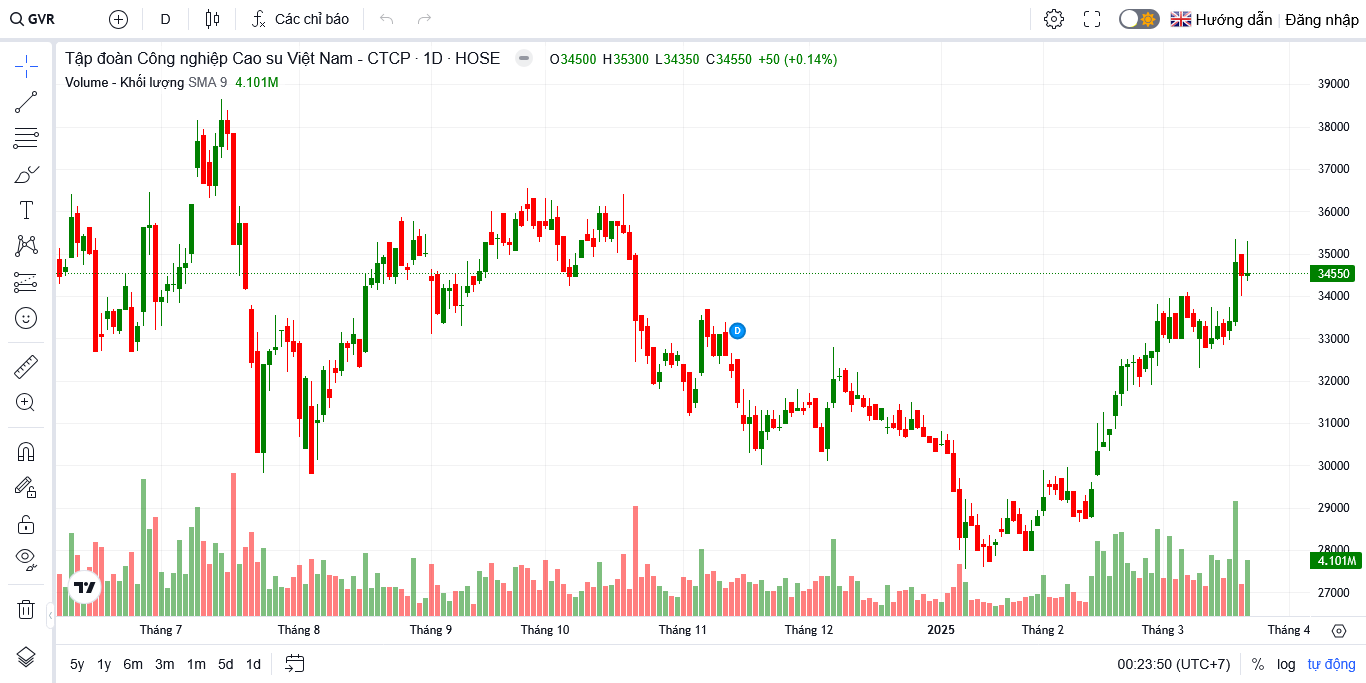 GVR D Các chỉ báo Hướng dẫn Đăng nhập
Tập đoàn Công nghiệp Cao su Việt Nam - CTCP · 1D · HOSE O34500 H35300 L34350 C34550 +50 (+0.14%)
Volume - Khối lượng SMA 9 4.101M
39000
38000
37000
36000
35000
34550
34000
33000
D
32000
31000
30000
29000
28000
4.101M
27000
Tháng 7 Tháng 8 Tháng 9 Tháng 10 Tháng 11 Tháng 12 2025 Tháng 2 Tháng 3 Tháng 4
5y 1y 6m 3m 1m 5d 1d 00:23:50 (UTC+7) % log tự động